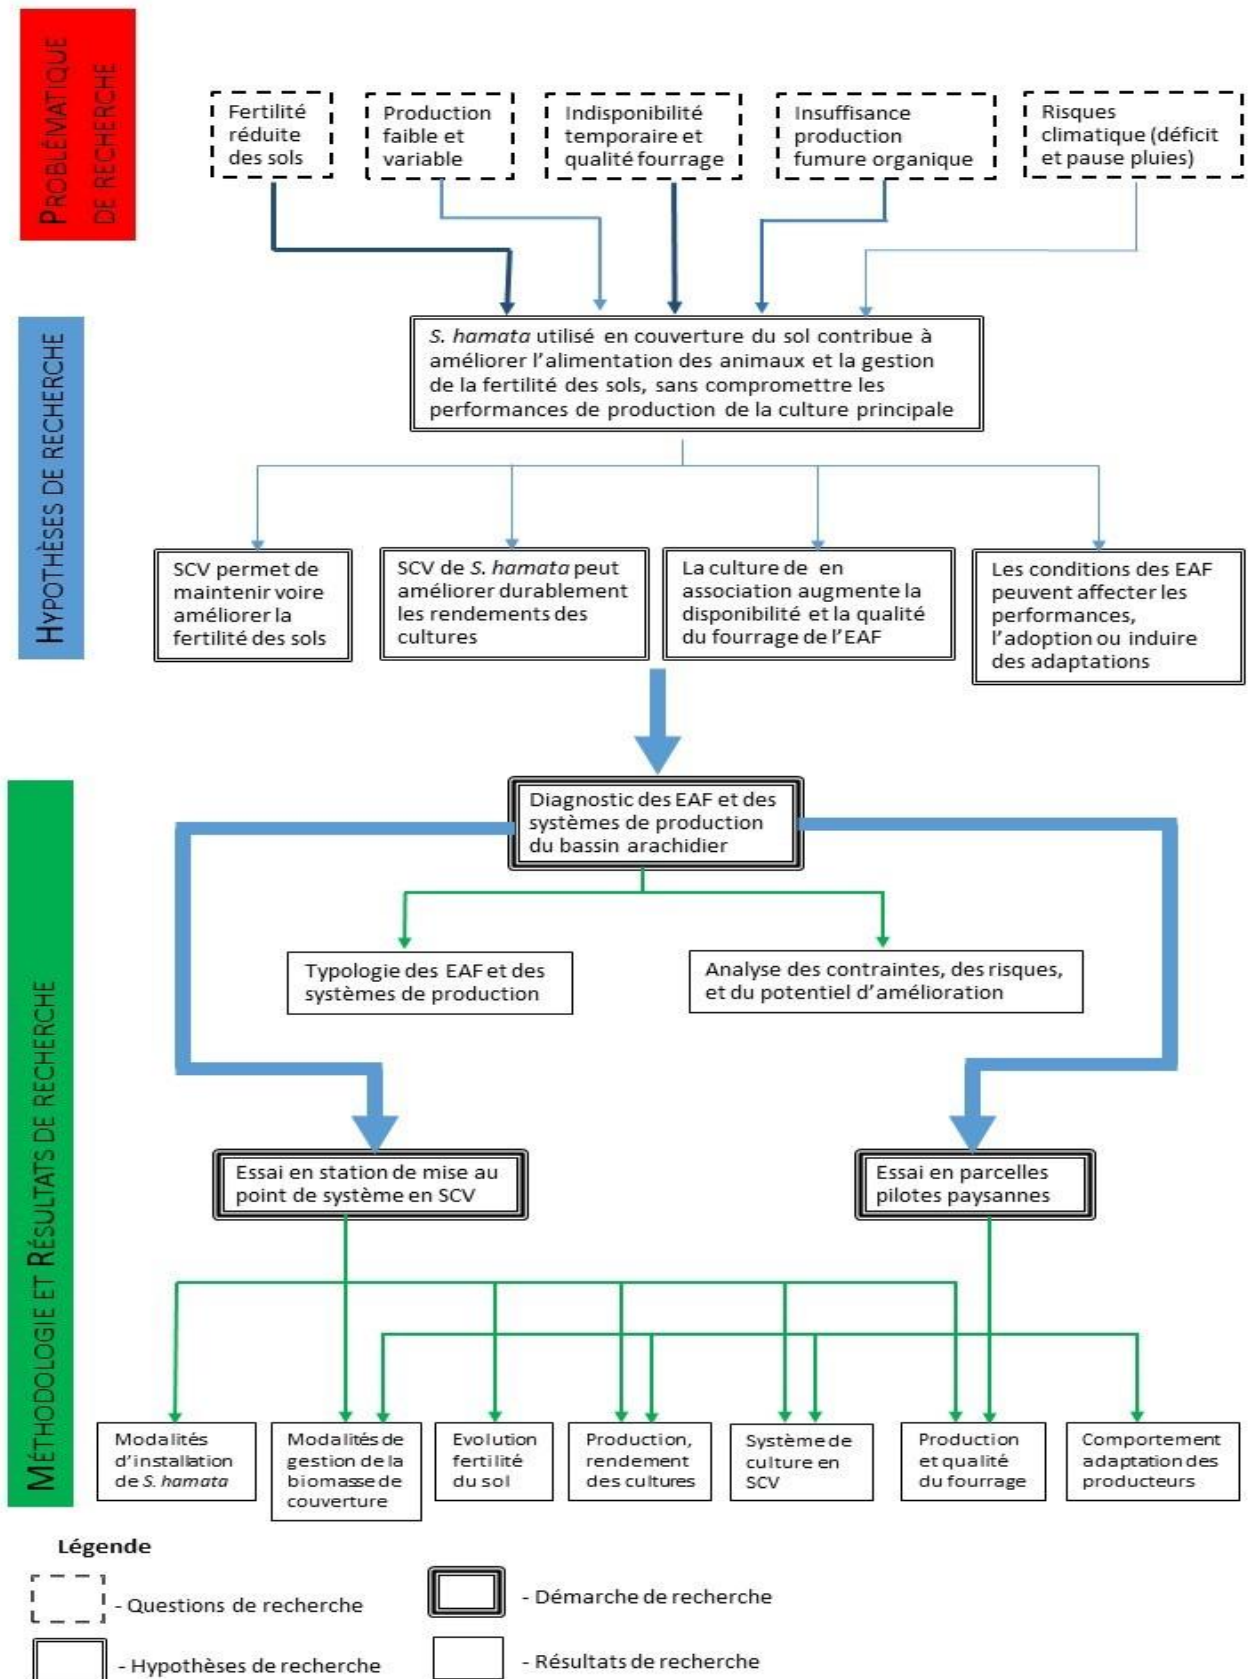 PROBLÉMATIQUE
DE RECHERCHE
Fertilité
réduite
des sols
Production
faible et
variable
Indisponibilité
temporaire et
qualité fourrage
Insuffisance
production
fumure organique
Risques
climatique (déficit
et pause pluies)
HYPOTHÈSES DE RECHERCHE
S. hamata utilisé en couverture du sol contribue à
améliorer l'alimentation des animaux et la gestion
de la fertilité des sols, sans compromettre les
performances de production de la culture principale
SCV permet de
maintenir voire
améliorer la
fertilité des sols
SCV de S. hamata peut
améliorer durablement
les rendements des
cultures
La culture de en
association augmente la
disponibilité et la qualité
du fourrage de l'EAF
Les conditions des EAF
peuvent affecter les
performances,
l'adoption ou induire
des adaptations
MÉTHODOLOGIE ET RÉSULTATS DE RECHERCHE
Diagnostic des EAF et des
systèmes de production
du bassin arachidier
Typologie des EAF et des
systèmes de production
Analyse des contraintes, des risques,
et du potentiel d'amélioration
Essai en station de mise au
point de système en SCV
Essai en parcelles
pilotes paysannes
Modalités
d'installation
de S. hamata
Modalités de
gestion de la
biomasse de
couverture
Evolution
fertilité
du sol
Production,
rendement
des cultures
Système de
culture en
SCV
Production
et qualité
du fourrage
Comportement
adaptation des
producteurs
Légende
- Questions de recherche
- Démarche de recherche
- Hypothèses de recherche
- Résultats de recherche